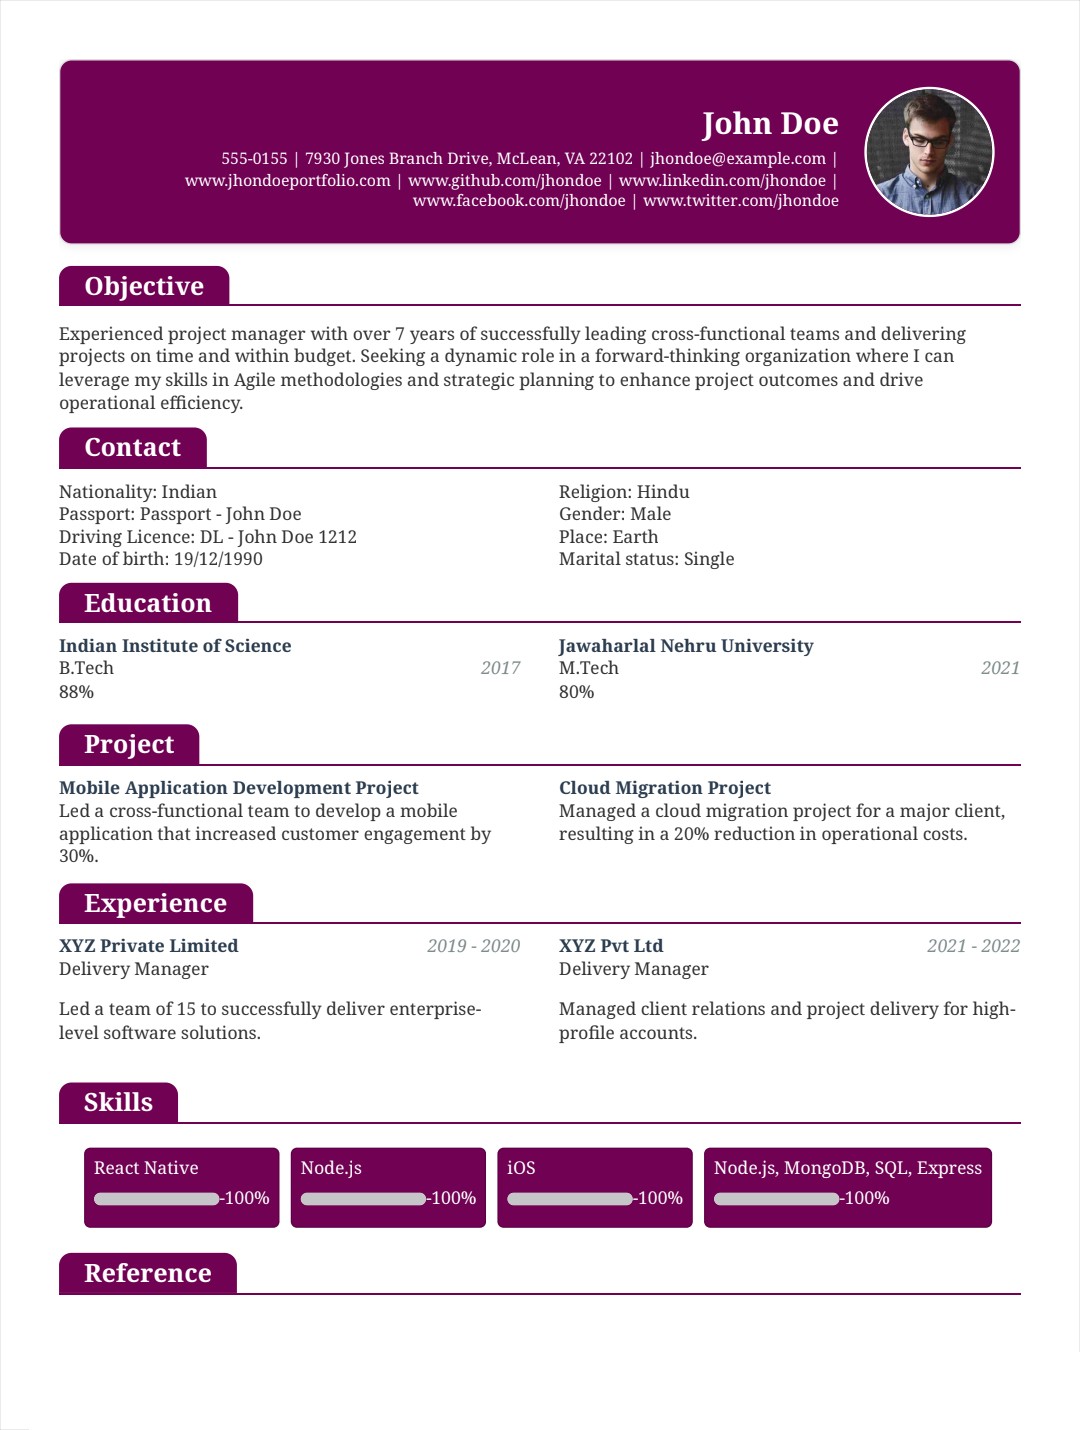 John Doe
555-0155 | 7930 Jones Branch Drive, McLean, VA 22102 | jhondoe@example.com |
www.jhondoeportfolio.com | www.github.com/jhondoe | www.linkedin.com/jhondoe |
www.facebook.com/jhondoe | www.twitter.com/jhondoe
Objective
Experienced project manager with over 7 years of successfully leading cross-functional teams and delivering
projects on time and within budget. Seeking a dynamic role in a forward-thinking organization where I can
leverage my skills in Agile methodologies and strategic planning to enhance project outcomes and drive
operational efficiency.
Contact
Nationality: Indian
Passport: Passport - John Doe
Driving Licence: DL - John Doe 1212
Date of birth: 19/12/1990
Religion: Hindu
Gender: Male
Place: Earth
Marital status: Single
Education
Indian Institute of Science
B.Tech 2017
88%
Jawaharlal Nehru University
M.Tech 2021
80%
Project
Mobile Application Development Project
Led a cross-functional team to develop a mobile
application that increased customer engagement by
30%.
Cloud Migration Project
Managed a cloud migration project for a major client,
resulting in a 20% reduction in operational costs.
Experience
XYZ Private Limited 2019 - 2020
Delivery Manager
Led a team of 15 to successfully deliver enterprise-
level software solutions.
XYZ Pvt Ltd 2021 - 2022
Delivery Manager
Managed client relations and project delivery for high-
profile accounts.
Skills
React Native
-100%
Node.js
-100%
iOS
-100%
Node.js, MongoDB, SQL, Express
-100%
Reference